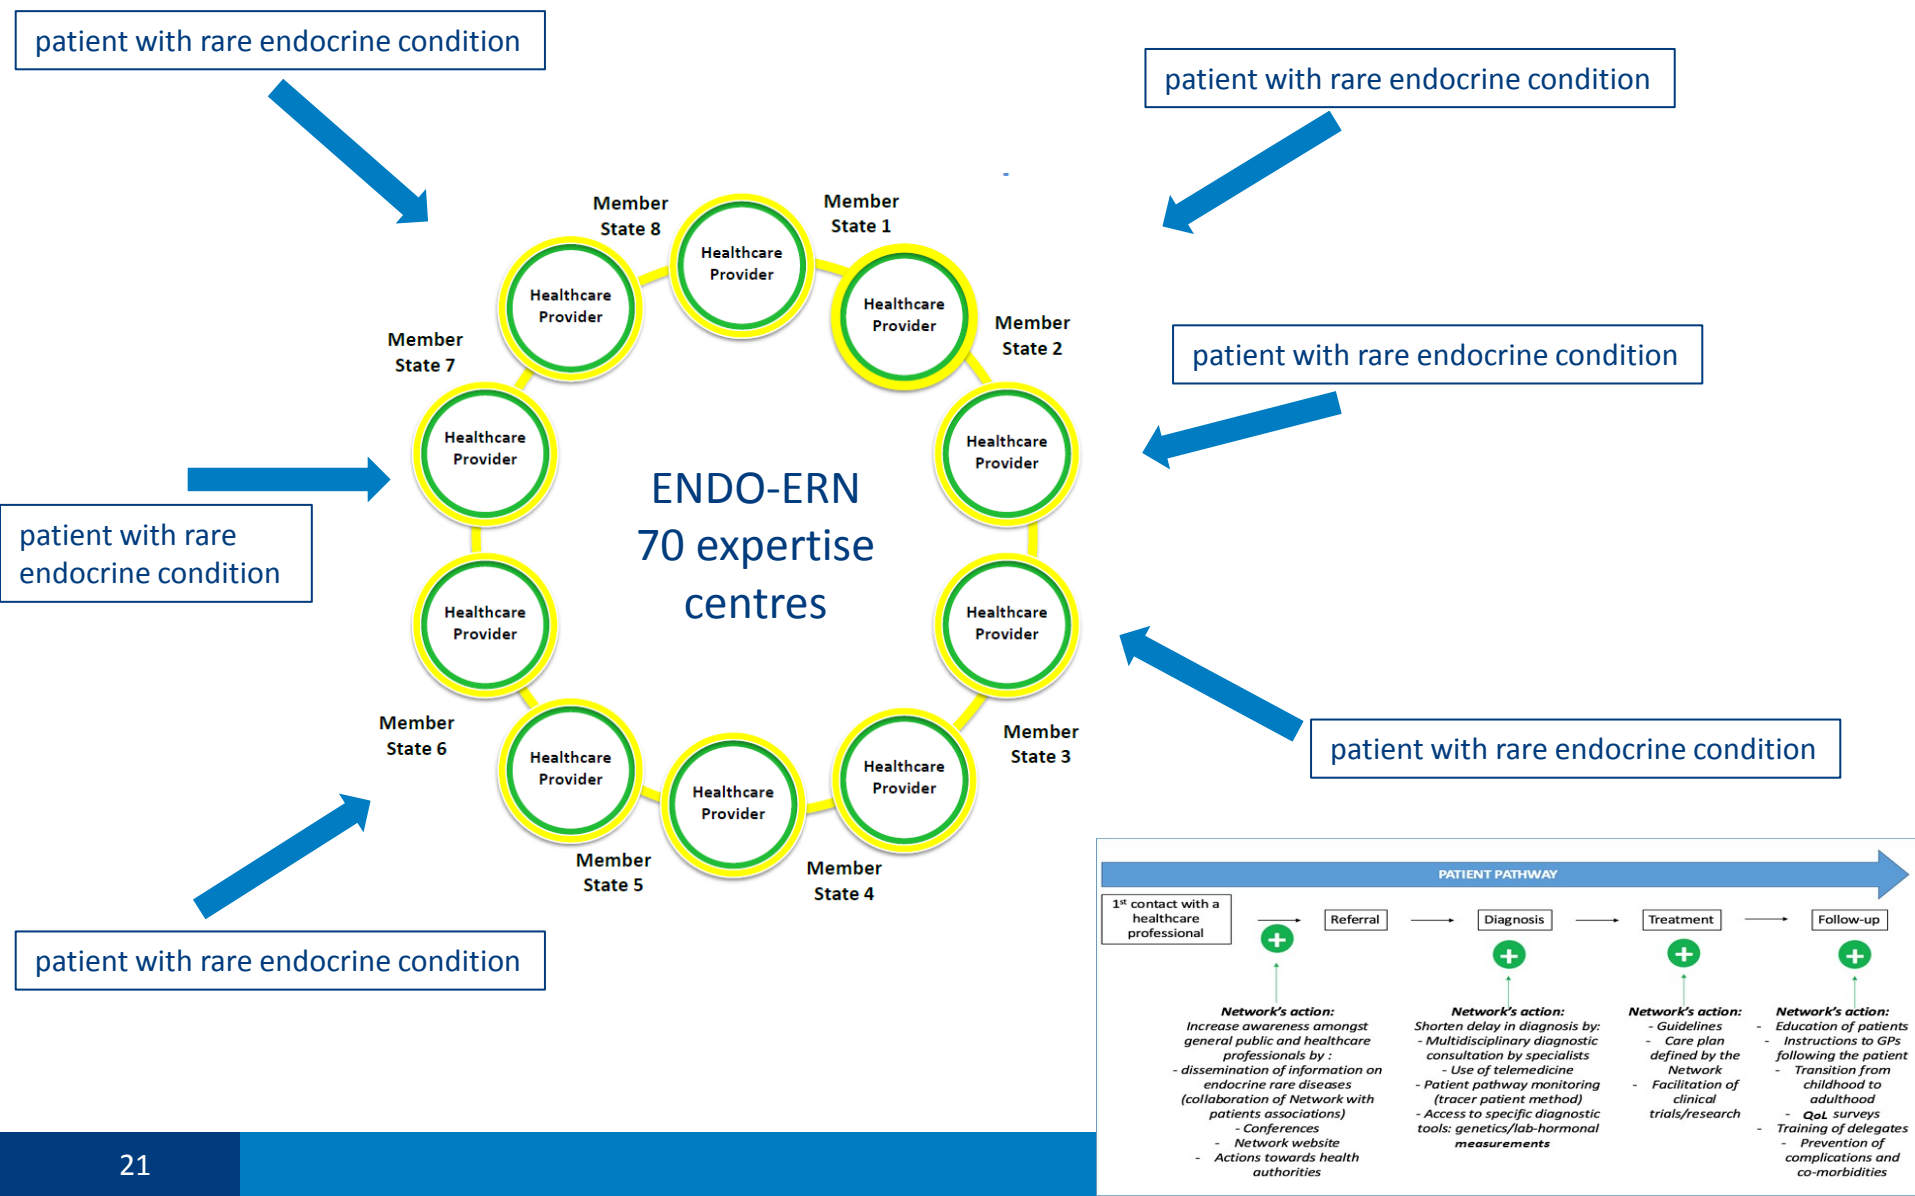 patient with rare endocrine condition
patient with rare endocrine condition
Member
State 8
Member
State 1
Healthcare
Provider
Healthcare
Provider
Healthcare
Provider
Member
State 2
Member
State 7
patient with rare endocrine condition
Healthcare
Provider
Healthcare
Provider
ENDO-ERN
70 expertise
centres
patient with rare
endocrine condition
Healthcare
Provider
Healthcare
Provider
Member
State 6
Member
State 3
patient with rare endocrine condition
Healthcare
Provider
Healthcare
Provider
Healthcare
Provider
Member
State 5
Member
State 4
patient with rare endocrine condition
PATIENT PATHWAY
1st contact with a
healthcare
professional
Referral
Diagnosis
Treatment
Follow-up
Network's action:
Increase awareness amongst
general public and healthcare
professionals by :
- dissemination of information on
endocrine rare diseases
(collaboration of Network with
patients associations)
- Conferences
- Network website
- Actions towards health
authorities
Network's action:
Shorten delay in diagnosis by:
- Multidisciplinary diagnostic
consultation by specialists
- Use of telemedicine
- Patient pathway monitoring
(tracer patient method)
- Access to specific diagnostic
tools: genetics/lab-hormonal
measurements
Network's action:
- Guidelines
- Care plan
defined by the
Network
- Facilitation of
clinical
trials/research
Network's action:
- Education of patients
- Instructions to GPs
following the patient
- Transition from
childhood to
adulthood
- QoL surveys
- Training of delegates
- Prevention of
complications and
co-morbidities
21